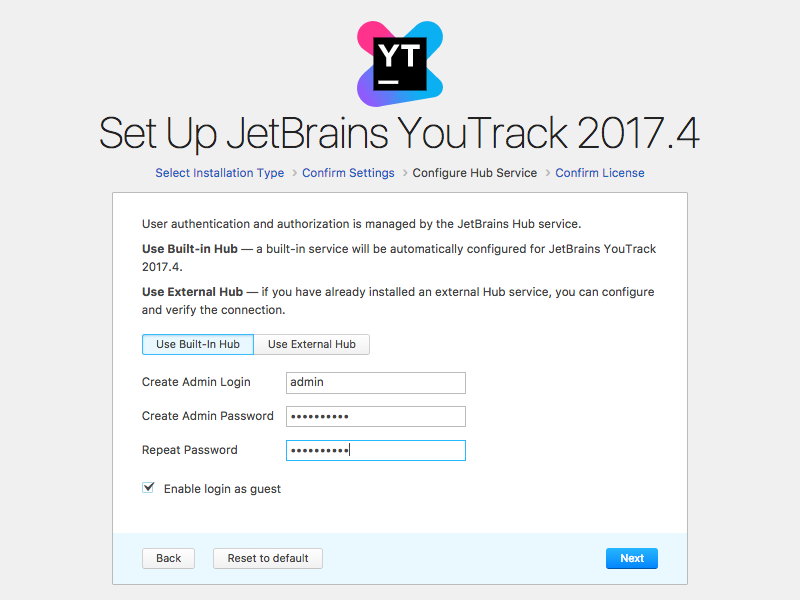 YT
Set Up JetBrains YouTrack 2017.4
Select Installation Type > Confirm Settings > Configure Hub Service > Confirm License
User authentication and authorization is managed by the JetBrains Hub service.
Use Built-in Hub — a built-in service will be automatically configured for JetBrains YouTrack
2017.4.
Use External Hub — if you have already installed an external Hub service, you can configure
and verify the connection.
Use Built-In Hub Use External Hub
Create Admin Login admin
Create Admin Password ••••••••••
Repeat Password ••••••••••
Enable login as guest
Back Reset to default Next